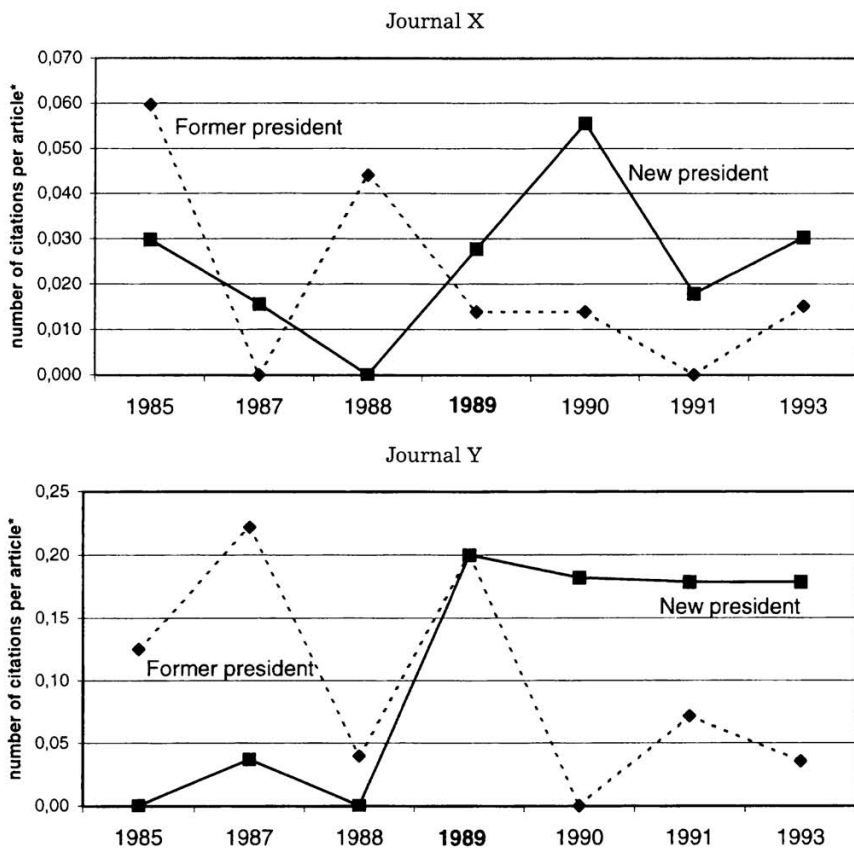 Journal X
number of citations per article*
0,070
0,060
0,050
0,040
0,030
0,020
0,010
0,000
Former president
New president
1985 1987 1988 1989 1990 1991 1993
Journal Y
number of citations per article*
0,25
0,20
0,15
0,10
0,05
0,00
New president
Former president
1985 1987 1988 1989 1990 1991 1993